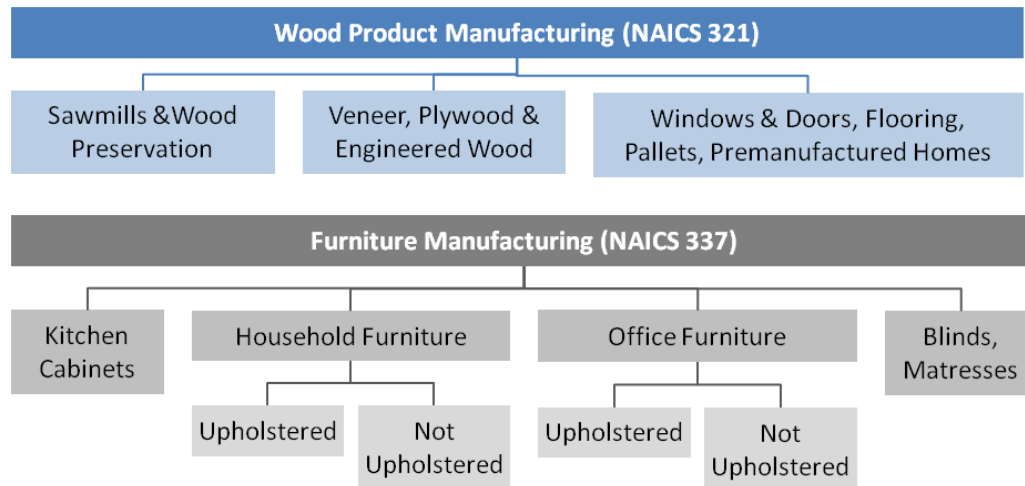 Wood Product Manufacturing (NAICS 321)
Sawmills &Wood
Preservation
Veneer, Plywood &
Engineered Wood
Windows & Doors, Flooring,
Pallets, Premanufactured Homes
Furniture Manufacturing (NAICS 337)
Kitchen
Cabinets
Household Furniture
Office Furniture
Blinds,
Matresses
Upholstered
Not
Upholstered
Upholstered
Not
Upholstered